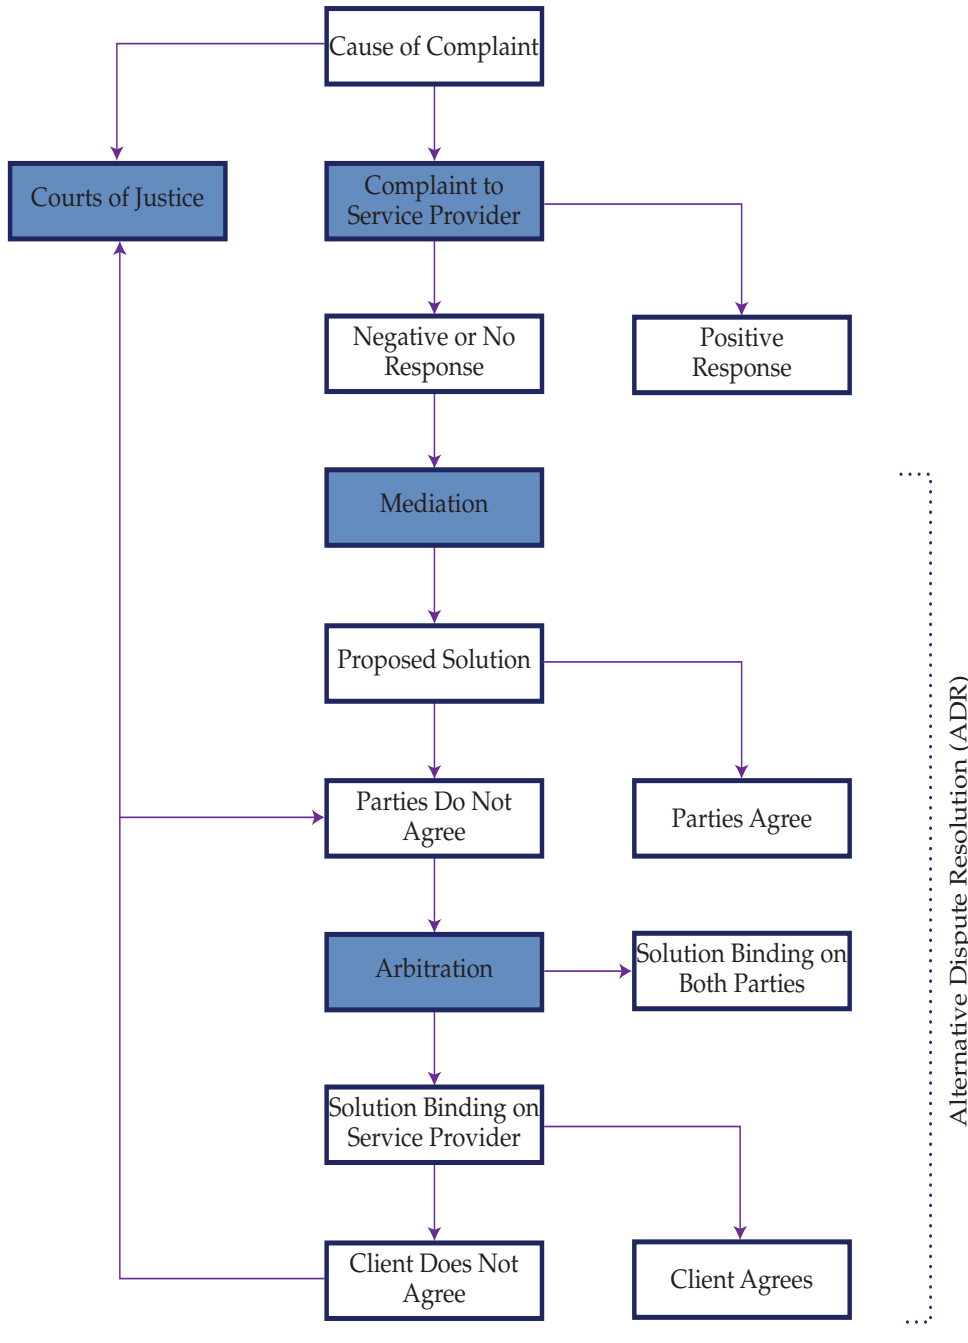 Cause of Complaint
Courts of Justice
Complaint to
Service Provider
Negative or No
Response
Positive
Response
Mediation
Proposed Solution
Parties Do Not
Agree
Parties Agree
Arbitration
Solution Binding on
Both Parties
Solution Binding on
Service Provider
Client Does Not
Agree
Client Agrees
Alternative Dispute Resolution (ADR)